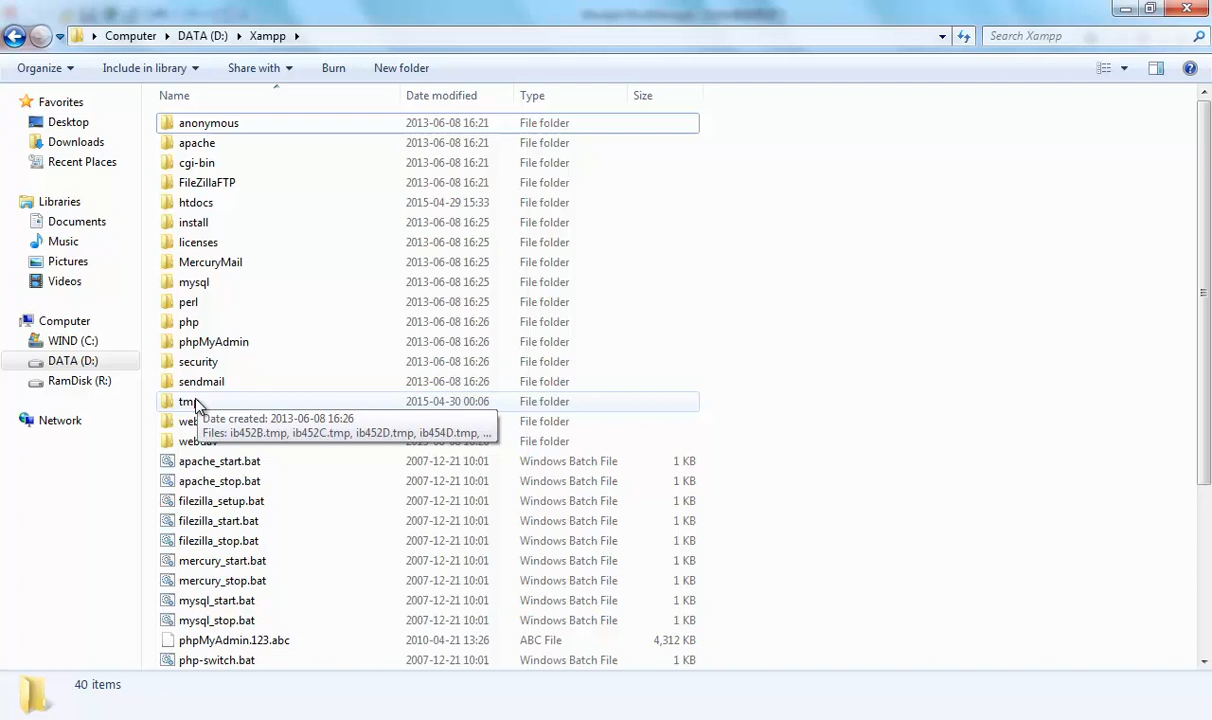 Computer DATA (D:) Xampp Search Xampp
Organize Include in library Share with Burn New folder
Name Date modified Type Size
Favorites
Desktop
Downloads
Recent Places
Libraries
Documents
Music
Pictures
Videos
Computer
WIND (C:)
DATA (D:)
RamDisk (R:)
Network
anonymous 2013-06-08 16:21 File folder
apache 2013-06-08 16:21 File folder
cgi-bin 2013-06-08 16:21 File folder
FileZillaFTP 2013-06-08 16:21 File folder
htdocs 2015-04-29 15:33 File folder
install 2013-06-08 16:25 File folder
licenses 2013-06-08 16:25 File folder
MercuryMail 2013-06-08 16:25 File folder
mysql 2013-06-08 16:25 File folder
perl 2013-06-08 16:25 File folder
php 2013-06-08 16:26 File folder
phpMyAdmin 2013-06-08 16:26 File folder
security 2013-06-08 16:26 File folder
sendmail 2013-06-08 16:26 File folder
tmp 2015-04-30 00:06 File folder
Date created: 2013-06-08 16:26
Files: ib452B.tmp, ib452C.tmp, ib452D.tmp, ib454D.tmp, ...
File folder
File folder
apache_start.bat 2007-12-21 10:01 Windows Batch File 1 KB
apache_stop.bat 2007-12-21 10:01 Windows Batch File 1 KB
filezilla_setup.bat 2007-12-21 10:01 Windows Batch File 1 KB
filezilla_start.bat 2007-12-21 10:01 Windows Batch File 1 KB
filezilla_stop.bat 2007-12-21 10:01 Windows Batch File 1 KB
mercury_start.bat 2007-12-21 10:01 Windows Batch File 1 KB
mercury_stop.bat 2007-12-21 10:01 Windows Batch File 1 KB
mysql_start.bat 2007-12-21 10:01 Windows Batch File 1 KB
mysql_stop.bat 2007-12-21 10:01 Windows Batch File 1 KB
phpMyAdmin.123.abc 2010-04-21 13:26 ABC File 4,312 KB
php-switch.bat 2007-12-21 10:01 Windows Batch File 1 KB
40 items